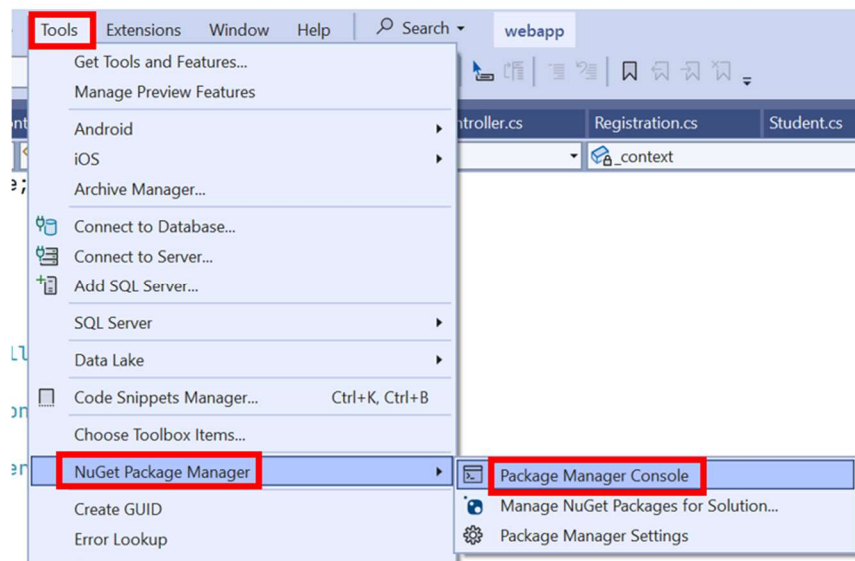 Tools Extensions Window Help Search webapp
Get Tools and Features...
Manage Preview Features
ntroller.cs Registration.cs Student.cs
Android
iOS
_context
Archive Manager...
Connect to Database...
Connect to Server...
Add SQL Server...
SQL Server
Data Lake
Code Snippets Manager... Ctrl+K, Ctrl+B
Choose Toolbox Items...
NuGet Package Manager
Package Manager Console
Create GUID
Manage NuGet Packages for Solution...
Error Lookup
Package Manager Settings